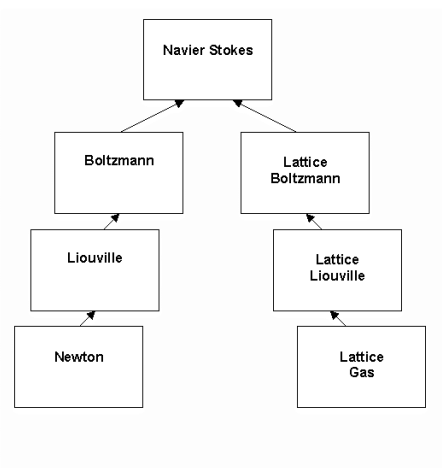 Navier Stokes
Boltzmann
Lattice
Boltzmann
Liouville
Lattice
Liouville
Newton
Lattice
Gas